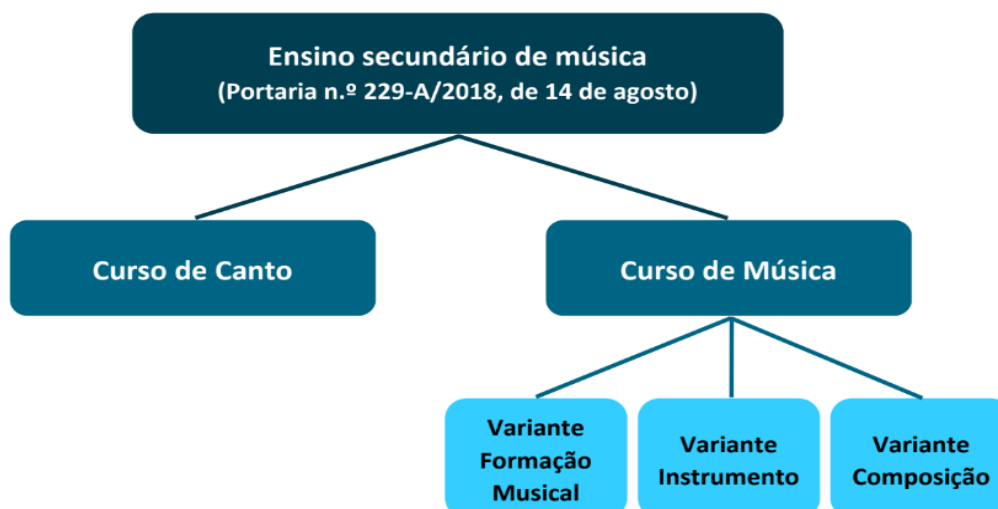 Ensino secundário de música
(Portaria n.º 229-A/2018, de 14 de agosto)
Curso de Canto
Curso de Música
Variante
Formação
Musical
Variante
Instrumento
Variante
Composição